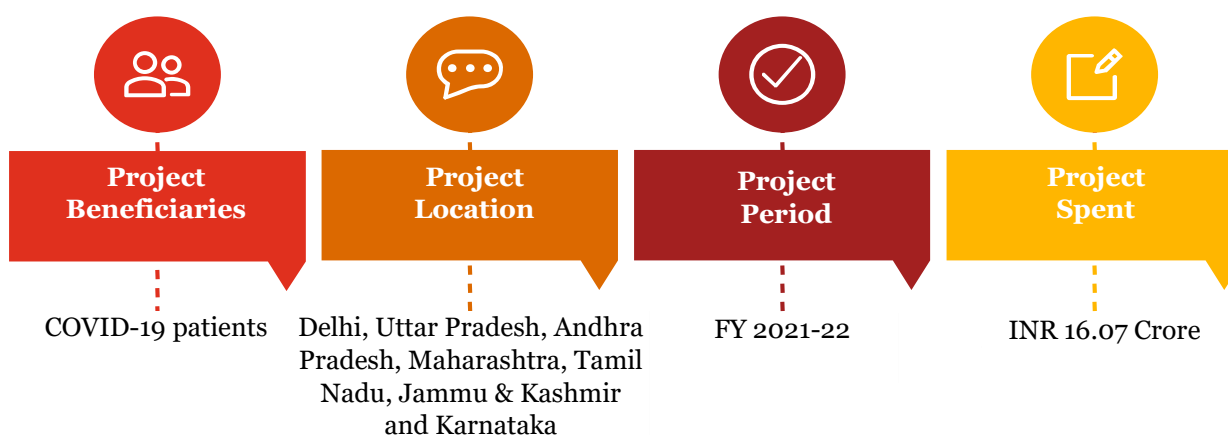 Project
Beneficiaries
COVID-19 patients
Project
Location
Delhi, Uttar Pradesh, Andhra
Pradesh, Maharashtra, Tamil
Nadu, Jammu & Kashmir
and Karnataka
Project
Period
FY 2021-22
Project
Spent
INR 16.07 Crore